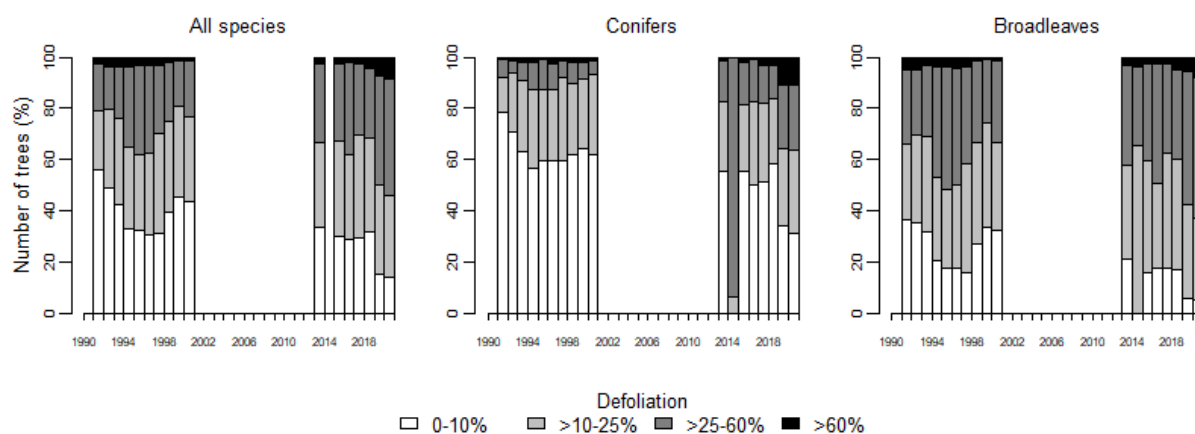 All species
Conifers
Broadleaves
Number of trees (%)
0 20 40 60 80 100
0 20 40 60 80 100
0 20 40 60 80 100
1990 1994 1998 2002 2006 2010 2014 2018
1990 1994 1998 2002 2006 2010 2014 2018
1990 1994 1998 2002 2006 2010 2014 2018
Defoliation
0-10% >10-25% >25-60% >60%